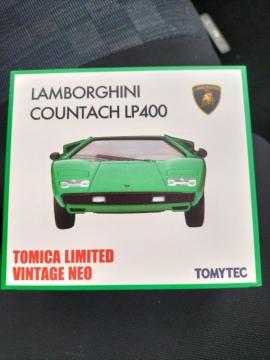 LAMBORGHINI
COUNTACH LP400
TOMICA LIMITED
VINTAGE NEO
TOMYTEC